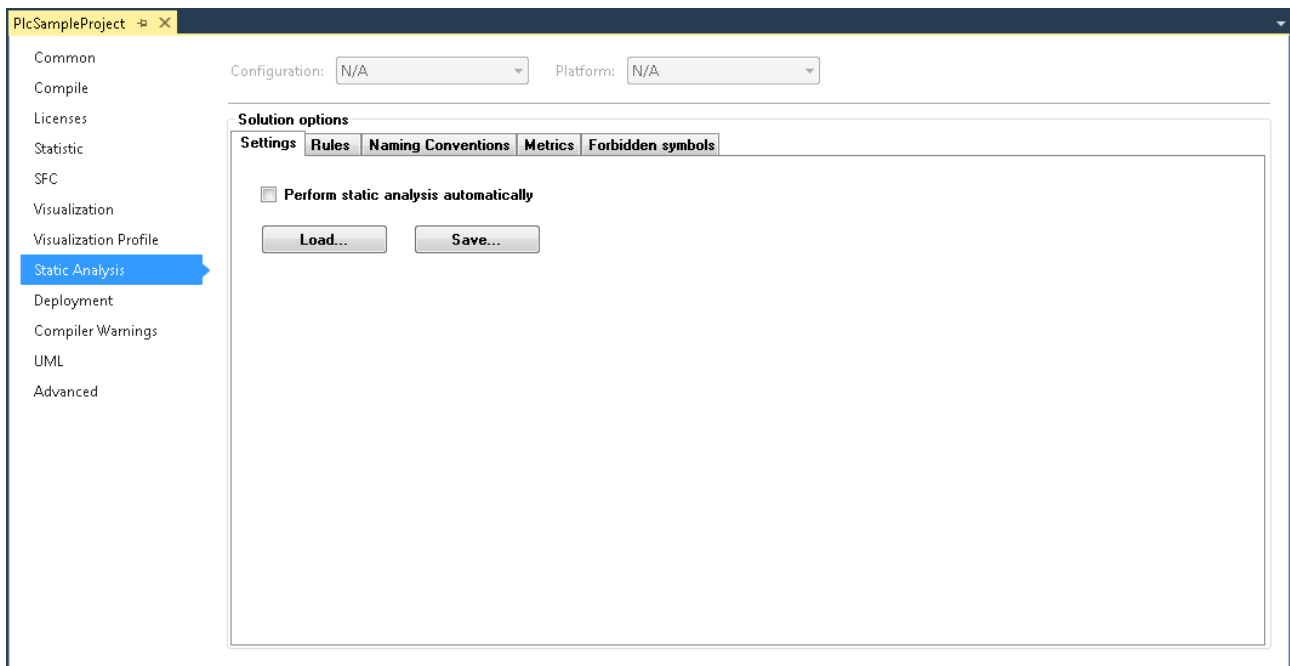 PlcSampleProject
Common
Compile
Licenses
Statistic
SFC
Visualization
Visualization Profile
Static Analysis
Deployment
Compiler Warnings
UML
Advanced
Configuration: N/A Platform: N/A
Solution options
Settings Rules Naming Conventions Metrics Forbidden symbols
Perform static analysis automatically
Load... Save...